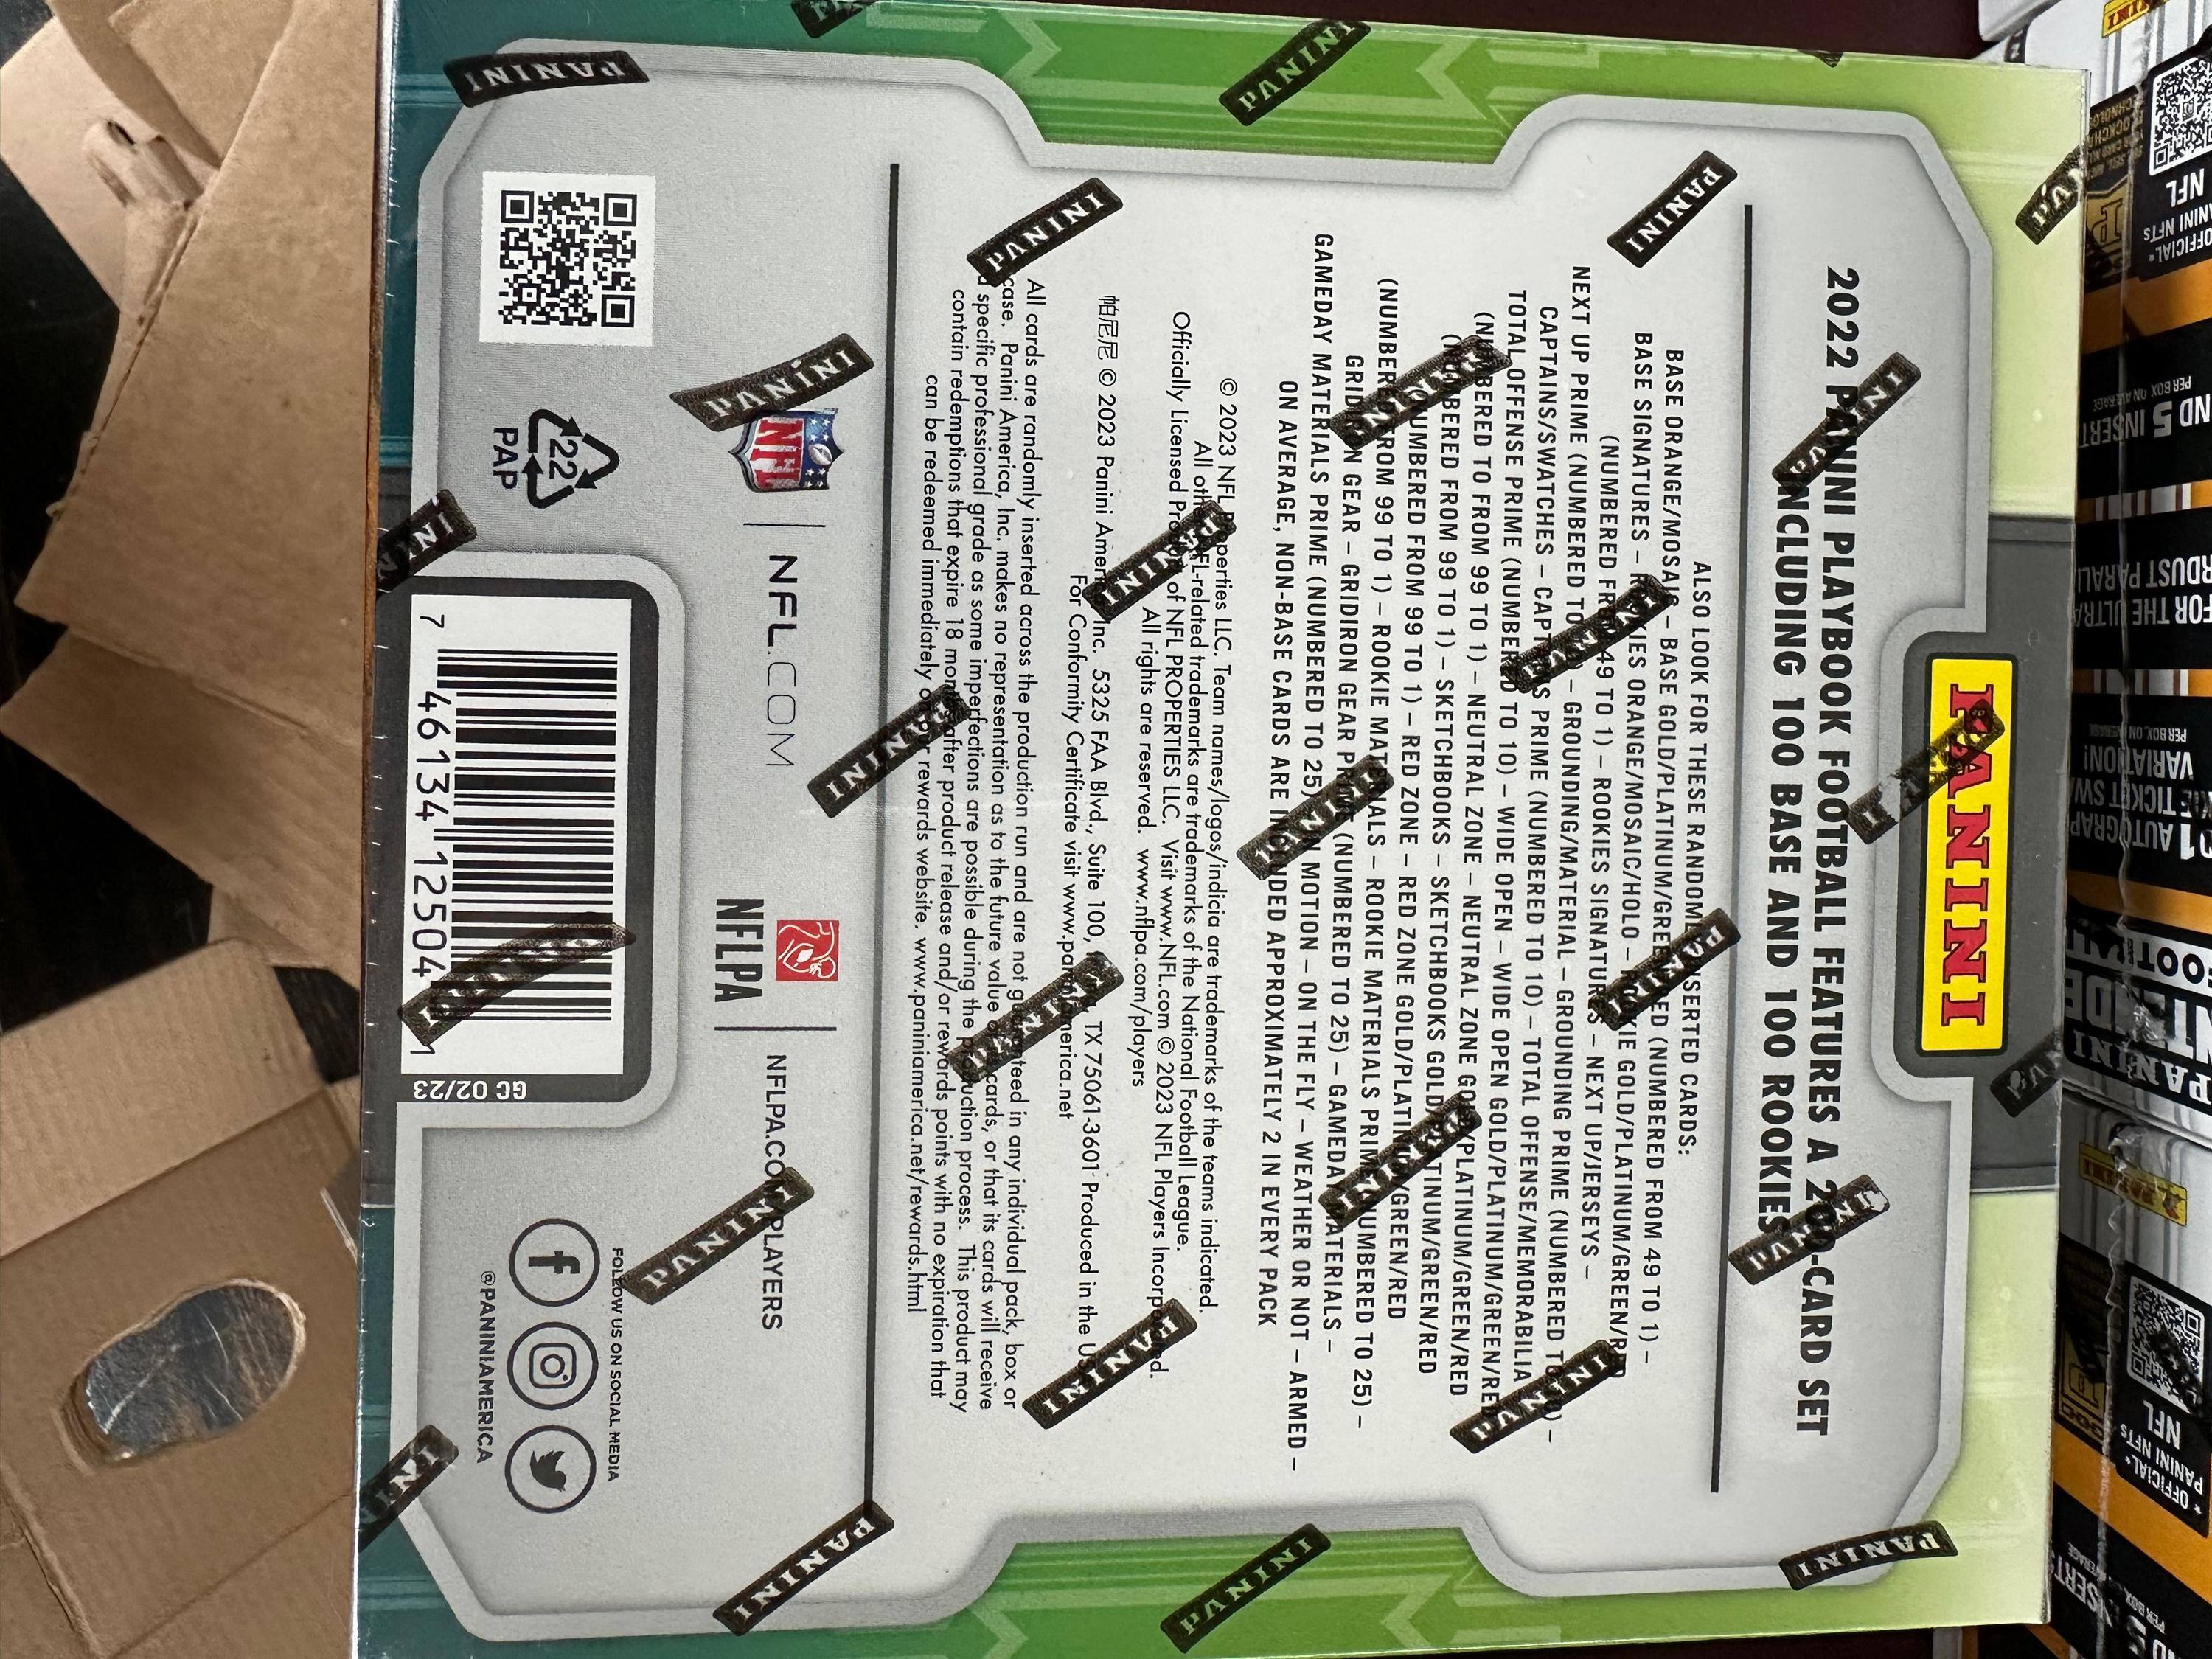 PANINI
2022 PANINI PLAYBOOK FOOTBALL FEATURES A 200-CARD SET
INCLUDING 100 BASE AND 100 ROOKIES
ALSO LOOK FOR THESE RANDOMLY INSERTED CARDS:
BASE ORANGE/MOSAIC – BASE GOLD/PLATINUM/GREEN/RED (NUMBERED FROM 49 TO 1) –
BASE SIGNATURES – ROOKIES ORANGE/MOSAIC/HOLO – ROOKIE GOLD/PLATINUM/GREEN/RED
(NUMBERED FROM 49 TO 1) – ROOKIES SIGNATURES – NEXT UP/JERSEYS –
NEXT UP PRIME (NUMBERED TO – GROUNDING/MATERIAL – GROUNDING PRIME (NUMBERED TO –
CAPTAINS/SWATCHES – CAPTAINS PRIME (NUMBERED TO 10) – TOTAL OFFENSE/MEMORABILIA
TOTAL OFFENSE PRIME (NUMBERED TO 10) – WIDE OPEN – WIDE OPEN GOLD/PLATINUM/GREEN/RED
(NUMBERED TO FROM 99 TO 1) – NEUTRAL ZONE – NEUTRAL ZONE GOLD/PLATINUM/GREEN/RED
(NUMBERED FROM 99 TO 1) – SKETCHBOOKS – SKETCHBOOKS GOLD/PLATINUM/GREEN/RED
(NUMBERED FROM 99 TO 1) – RED ZONE – RED ZONE GOLD/PLATINUM/GREEN/RED
(NUMBERED FROM 99 TO 1) – ROOKIE MATERIALS – ROOKIE MATERIALS PRIME (NUMBERED TO 25) –
GRIDIRON GEAR – GRIDIRON GEAR PRIME (NUMBERED TO 25) – GAMEDAY MATERIALS –
GAMEDAY MATERIALS PRIME (NUMBERED TO 25) MOTION – ON THE FLY – WEATHER OR NOT – ARMED –
ON AVERAGE, NON-BASE CARDS ARE INCLUDED APPROXIMATELY 2 IN EVERY PACK
© 2023 NFL Properties LLC. Team names/logos/indicia are trademarks of the teams indicated.
All other NFL-related trademarks are trademarks of the National Football League.
Officially Licensed Product of NFL PROPERTIES LLC. Visit www.NFL.com © 2023 NFL Players Incorporated.
All rights are reserved. www.nflpa.com/players
帕尼尼 © 2023 Panini America, Inc. 5325 FAA Blvd., Suite 100, TX 75061-3601 Produced in the USA
For Conformity Certificate visit www.paniniamerica.net
All cards are randomly inserted across the production run and are not guaranteed in any individual pack, box or
case. Panini America, Inc. makes no representation as to the future value of cards, or that its cards will receive
a specific professional grade as some imperfections are possible during the production process. This product may
contain redemptions that expire 18 months after product release and/or rewards points with no expiration that
can be redeemed immediately on our rewards website. www.paniniamerica.net/rewards.html
NFL
NFL.COM
NFLPA
NFLPA.COM/PLAYERS
22
PAP
7 46134 12504 1
GC 02/23
FOLLOW US ON SOCIAL MEDIA
@PANINIAMERICA